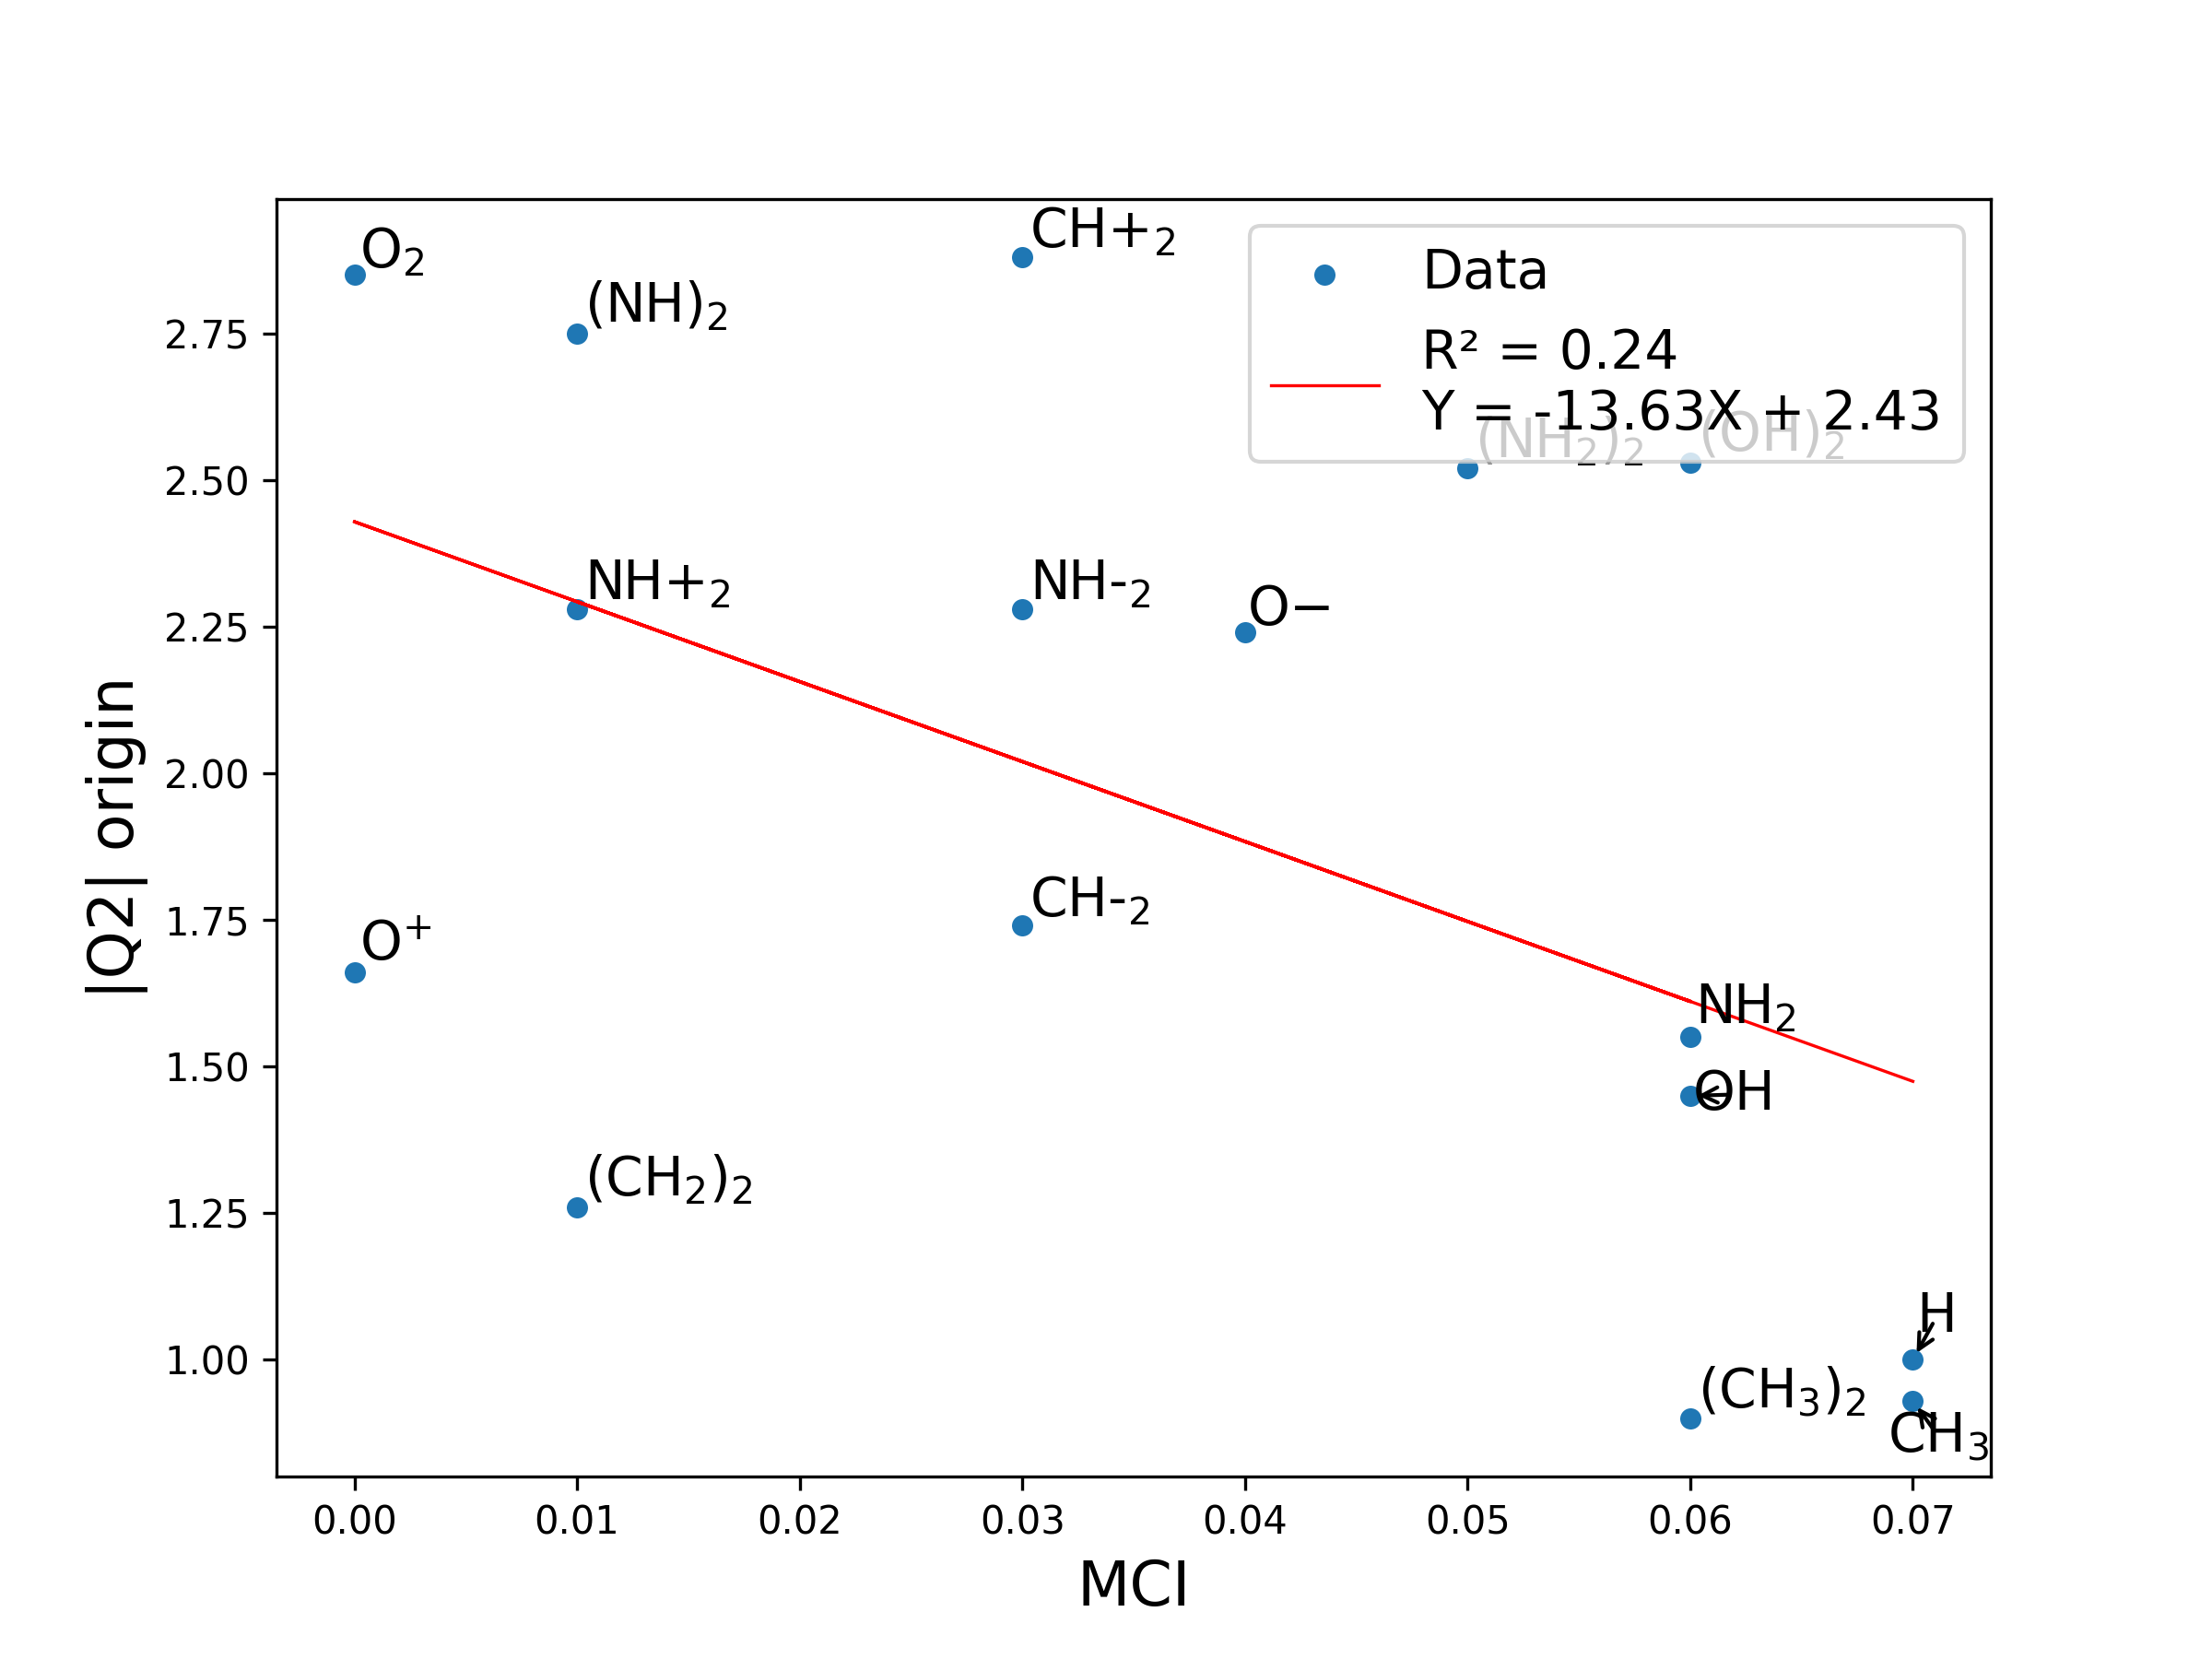 O₂
CH+₂
(NH)₂
Data
R² = 0.24
Y = -13.63X + 2.43
(NH₂)₂
(OH)₂
NH+₂
NH-₂
O−
CH-₂
O⁺
NH₂
OH
(CH₂)₂
H
(CH₃)₂
CH₃
2.75
2.50
2.25
2.00
1.75
1.50
1.25
1.00
|Q2| origin
0.00 0.01 0.02 0.03 0.04 0.05 0.06 0.07
MCI